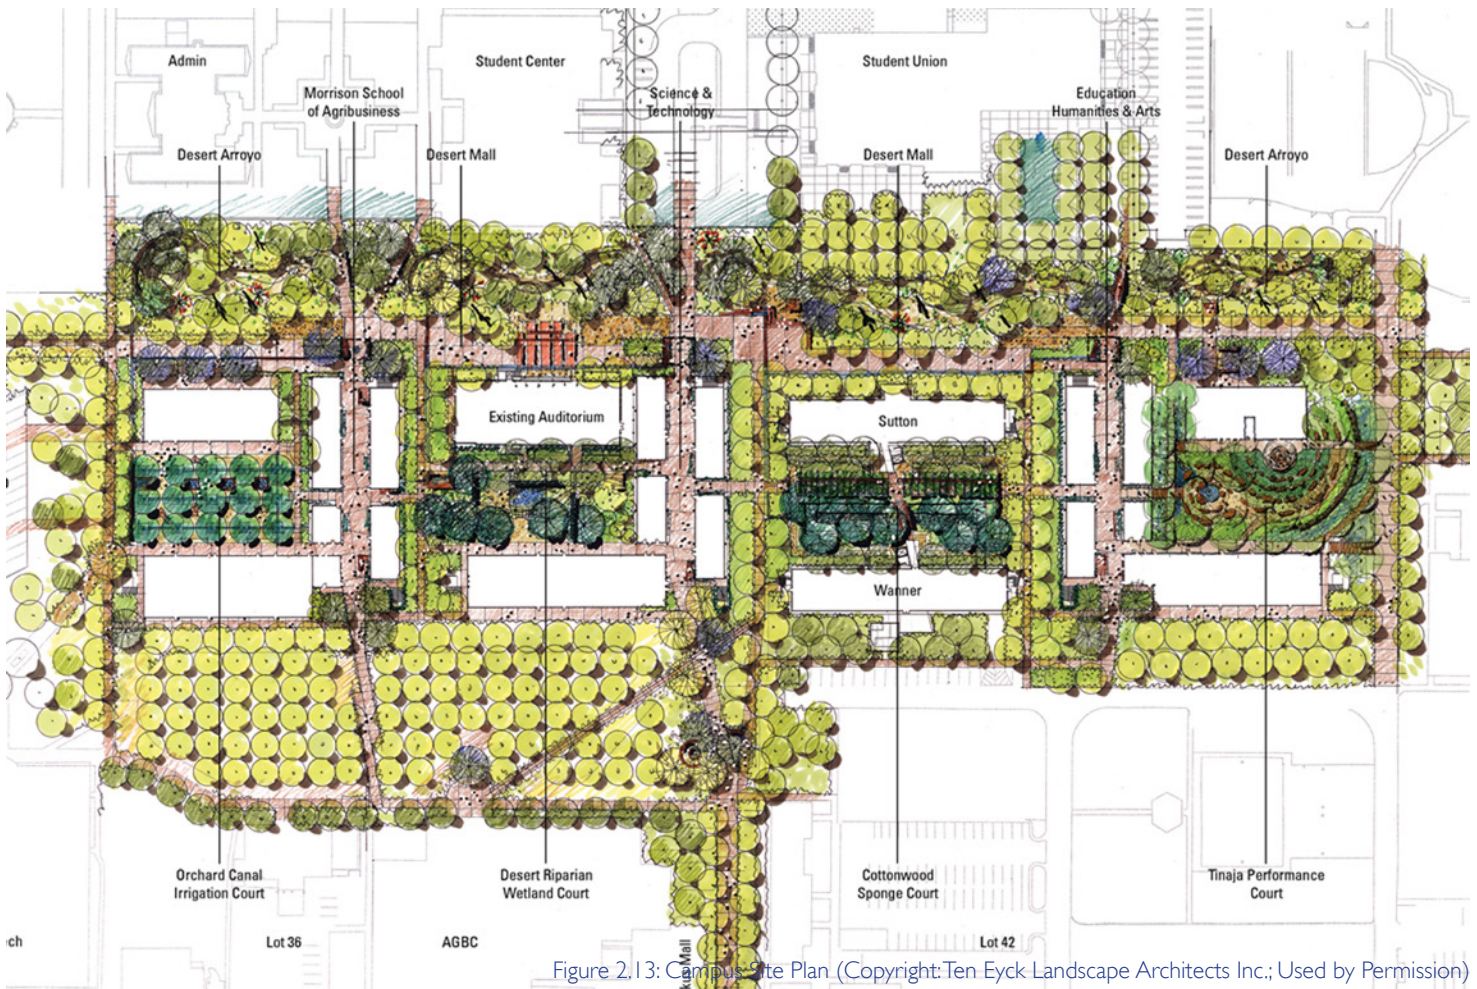 Admin
Student Center
Student Union
Morrison School
of Agribusiness
Science &
Technology
Education
Humanities & Arts
Desert Arroyo
Desert Mall
Desert Mall
Desert Arroyo
Existing Auditorium
Sutton
Wanner
Orchard Canal
Irrigation Court
Desert Riparian
Wetland Court
Cottonwood
Sponge Court
Tinaja Performance
Court
ch
Lot 36
AGBC
Lot 42
Mall
Figure 2.13: Campus Site Plan (Copyright: Ten Eyck Landscape Architects Inc.; Used by Permission)